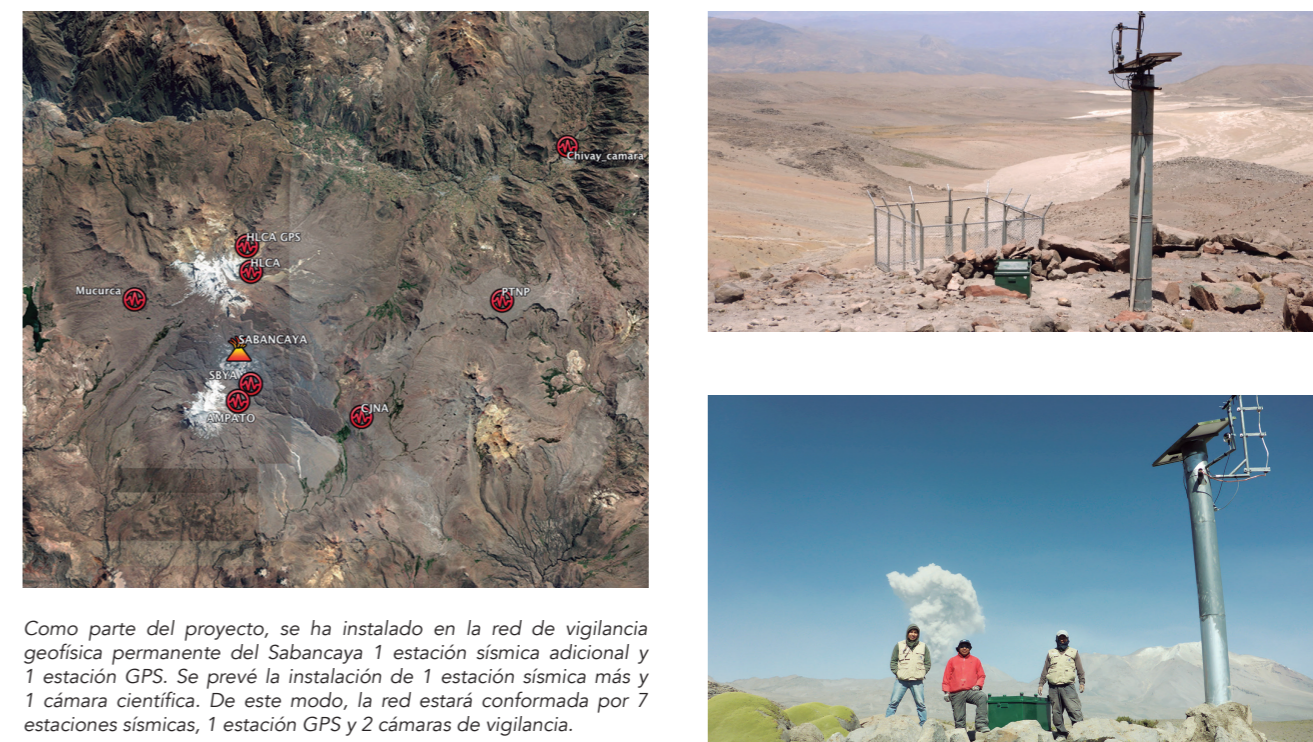 Chivay_camara
HLCA GPS
HLCA
Mucurca
PTNP
SABANCAYA
SBYA
AMPATO
CJNA
Como parte del proyecto, se ha instalado en la red de vigilancia
geofísica permanente del Sabancaya 1 estación sísmica adicional y
1 estación GPS. Se prevé la instalación de 1 estación sísmica más y
1 cámara científica. De este modo, la red estará conformada por 7
estaciones sísmicas, 1 estación GPS y 2 cámaras de vigilancia.